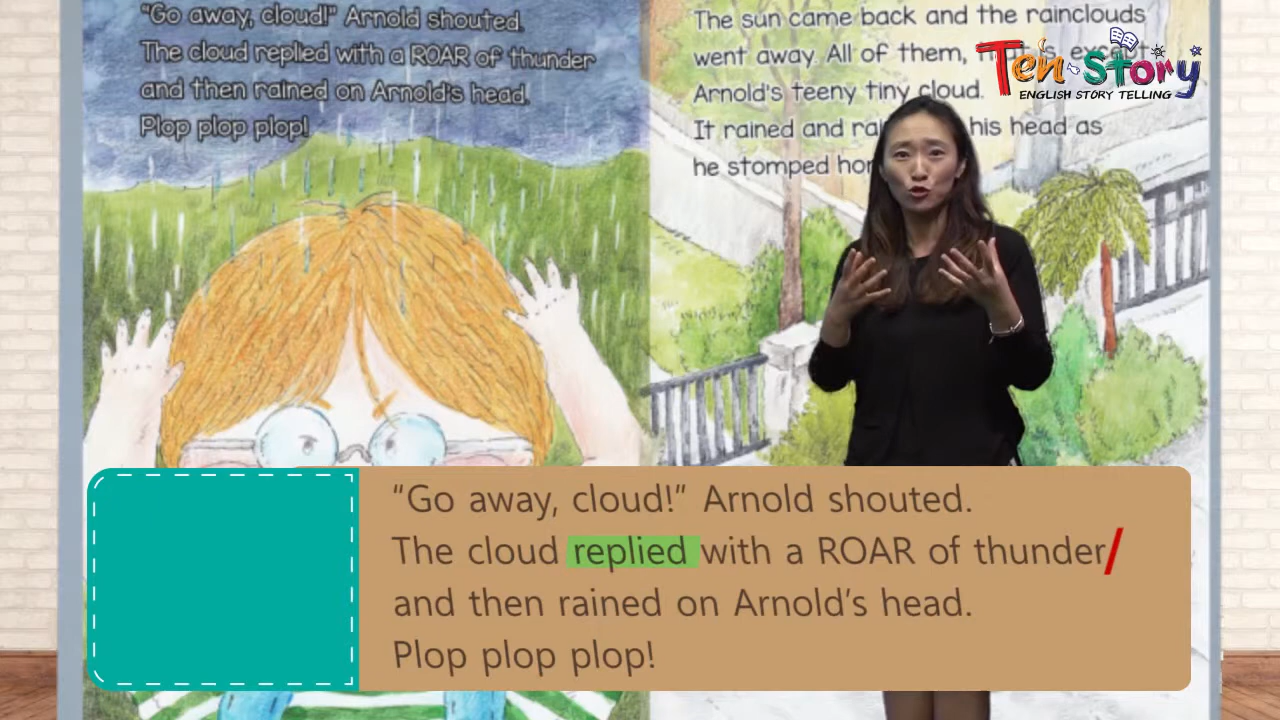 "Go away, cloud!" Arnold shouted.
The cloud replied with a ROAR of thunder
and then rained on Arnold's head.
Plop plop plop!
The sun came back and the rainclouds
went away. All of them, that is, except
Arnold's teeny tiny cloud.
It rained and his head as
he stomped
Ten Story
ENGLISH STORY TELLING
"Go away, cloud!" Arnold shouted.
The cloud replied with a ROAR of thunder/
and then rained on Arnold's head.
Plop plop plop!